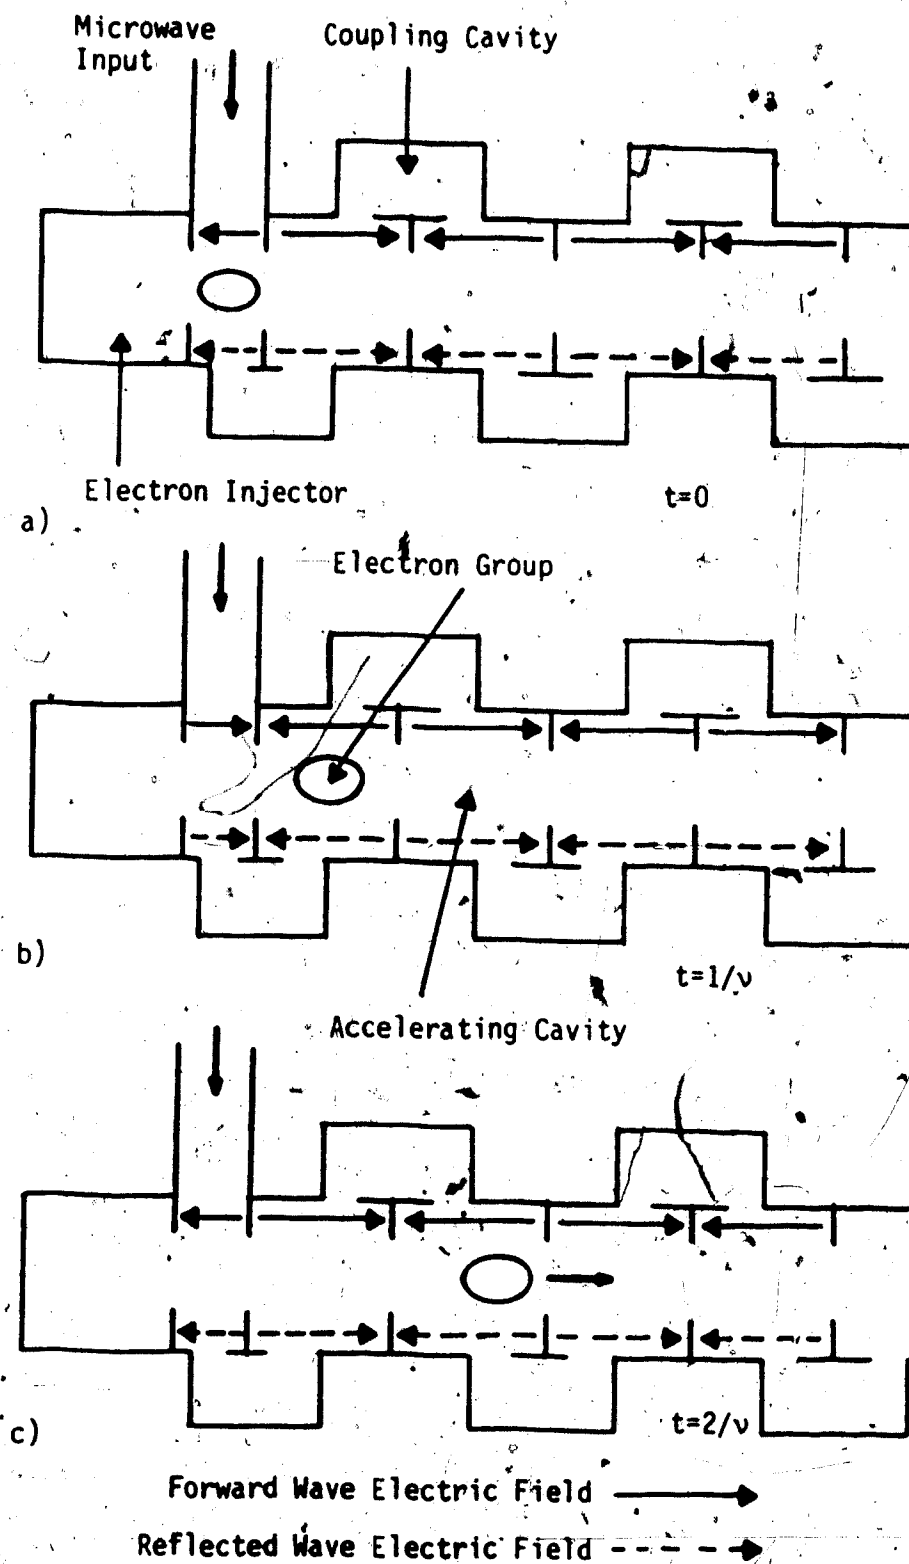 Microwave
Input
Coupling Cavity
Electron Injector
t=0
a)
Electron Group
b)
t=1/ν
Accelerating Cavity
c)
t=2/ν
Forward Wave Electric Field
Reflected Wave Electric Field